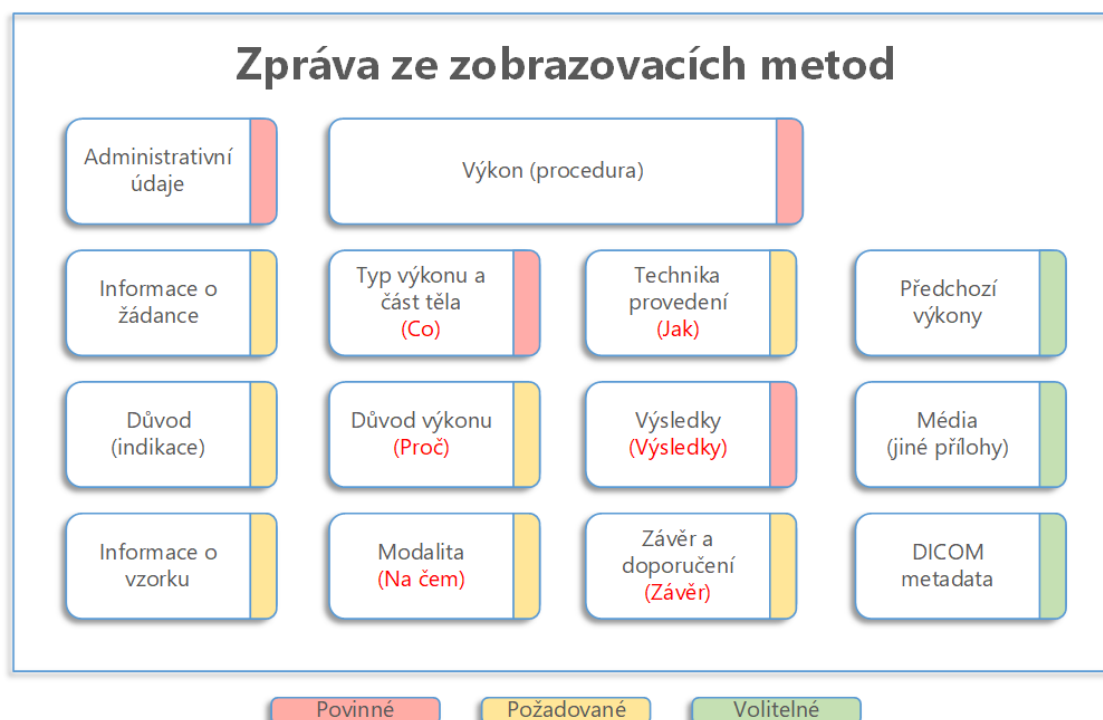 Zpráva ze zobrazovacích metod
Administrativní
údaje
Výkon (procedura)
Informace o
žádance
Typ výkonu a
část těla
(Co)
Technika
provedení
(Jak)
Předchozí
výkony
Důvod
(indikace)
Důvod výkonu
(Proč)
Výsledky
(Výsledky)
Média
(jiné přílohy)
Informace o
vzorku
Modalita
(Na čem)
Závěr a
doporučení
(Závěr)
DICOM
metadata
Povinné
Požadované
Volitelné